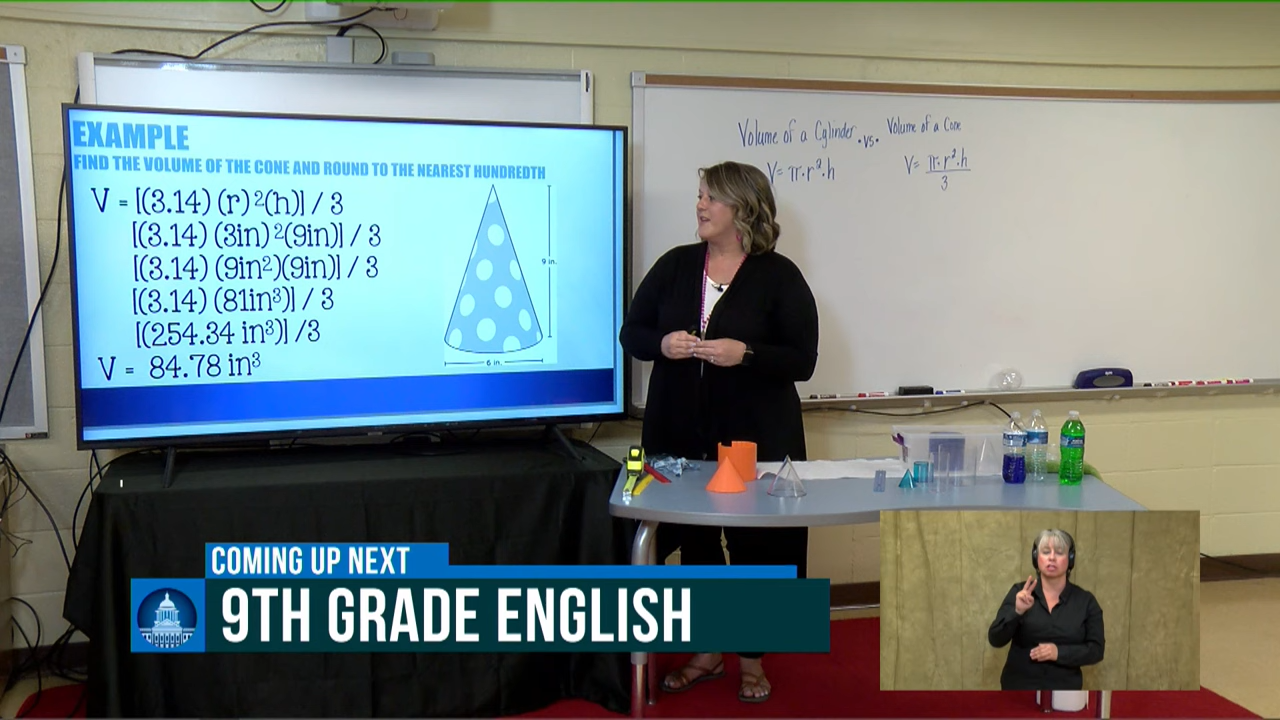 EXAMPLE
FIND THE VOLUME OF THE CONE AND ROUND TO THE NEAREST HUNDREDTH
V = [(3.14) (r)²(h)] / 3
[(3.14) (3in)²(9in)] / 3
[(3.14) (9in²)(9in)] / 3
[(3.14) (81in³)] / 3
[(254.34 in³)] /3
V = 84.78 in³
9 in.
6 in.
Volume of a Cylinder .vs. Volume of a Cone
V= π·r²·h
V= π·r²·h
3
COMING UP NEXT
9TH GRADE ENGLISH